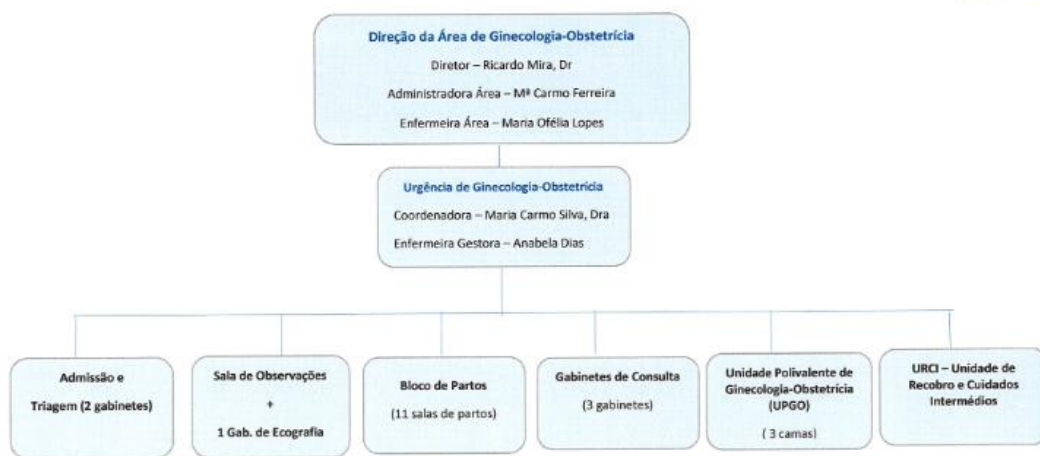 Direção da Área de Ginecologia-Obstetrícia
Diretor – Ricardo Mira, Dr
Administradora Área – Mª Carmo Ferreira
Enfermeira Área – Maria Ofélia Lopes
Urgência de Ginecologia-Obstetrícia
Coordenadora – Maria Carmo Silva, Dra
Enfermeira Gestora – Anabela Dias
Admissão e
Triagem (2 gabinetes)
Sala de Observações
+
1 Gab. de Ecografia
Bloco de Partos
(11 salas de partos)
Gabinetes de Consulta
(3 gabinetes)
Unidade Polivalente de
Ginecologia-Obstetrícia
(UPGO)
( 3 camas)
URCI – Unidade de
Recobro e Cuidados
Intermédios